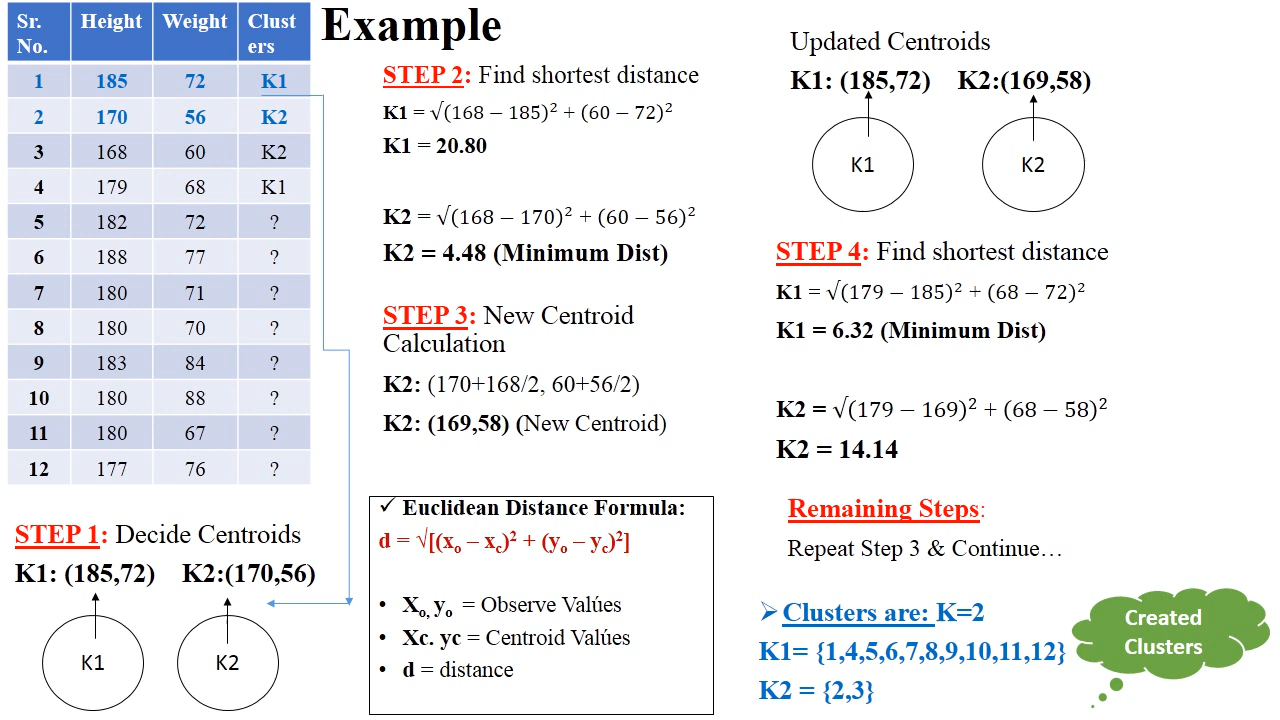 Example
Sr. No. Height Weight Clust ers
1 185 72 K1
2 170 56 K2
3 168 60 K2
4 179 68 K1
5 182 72 ?
6 188 77 ?
7 180 71 ?
8 180 70 ?
9 183 84 ?
10 180 88 ?
11 180 67 ?
12 177 76 ?
STEP 1: Decide Centroids
K1: (185,72) K2:(170,56)
K1 K2
STEP 2: Find shortest distance
K1 = √(168 − 185)² + (60 − 72)²
K1 = 20.80
K2 = √(168 − 170)² + (60 − 56)²
K2 = 4.48 (Minimum Dist)
STEP 3: New Centroid
Calculation
K2: (170+168/2, 60+56/2)
K2: (169,58) (New Centroid)
✓ Euclidean Distance Formula:
d = √[(xₒ – x_c)² + (yₒ – y_c)²]
• Xₒ, yₒ = Observe Valúes
• Xc. yc = Centroid Valúes
• d = distance
Updated Centroids
K1: (185,72) K2:(169,58)
K1 K2
STEP 4: Find shortest distance
K1 = √(179 − 185)² + (68 − 72)²
K1 = 6.32 (Minimum Dist)
K2 = √(179 − 169)² + (68 − 58)²
K2 = 14.14
Remaining Steps:
Repeat Step 3 & Continue…
➢ Clusters are: K=2
K1= {1,4,5,6,7,8,9,10,11,12}
K2 = {2,3}
Created
Clusters